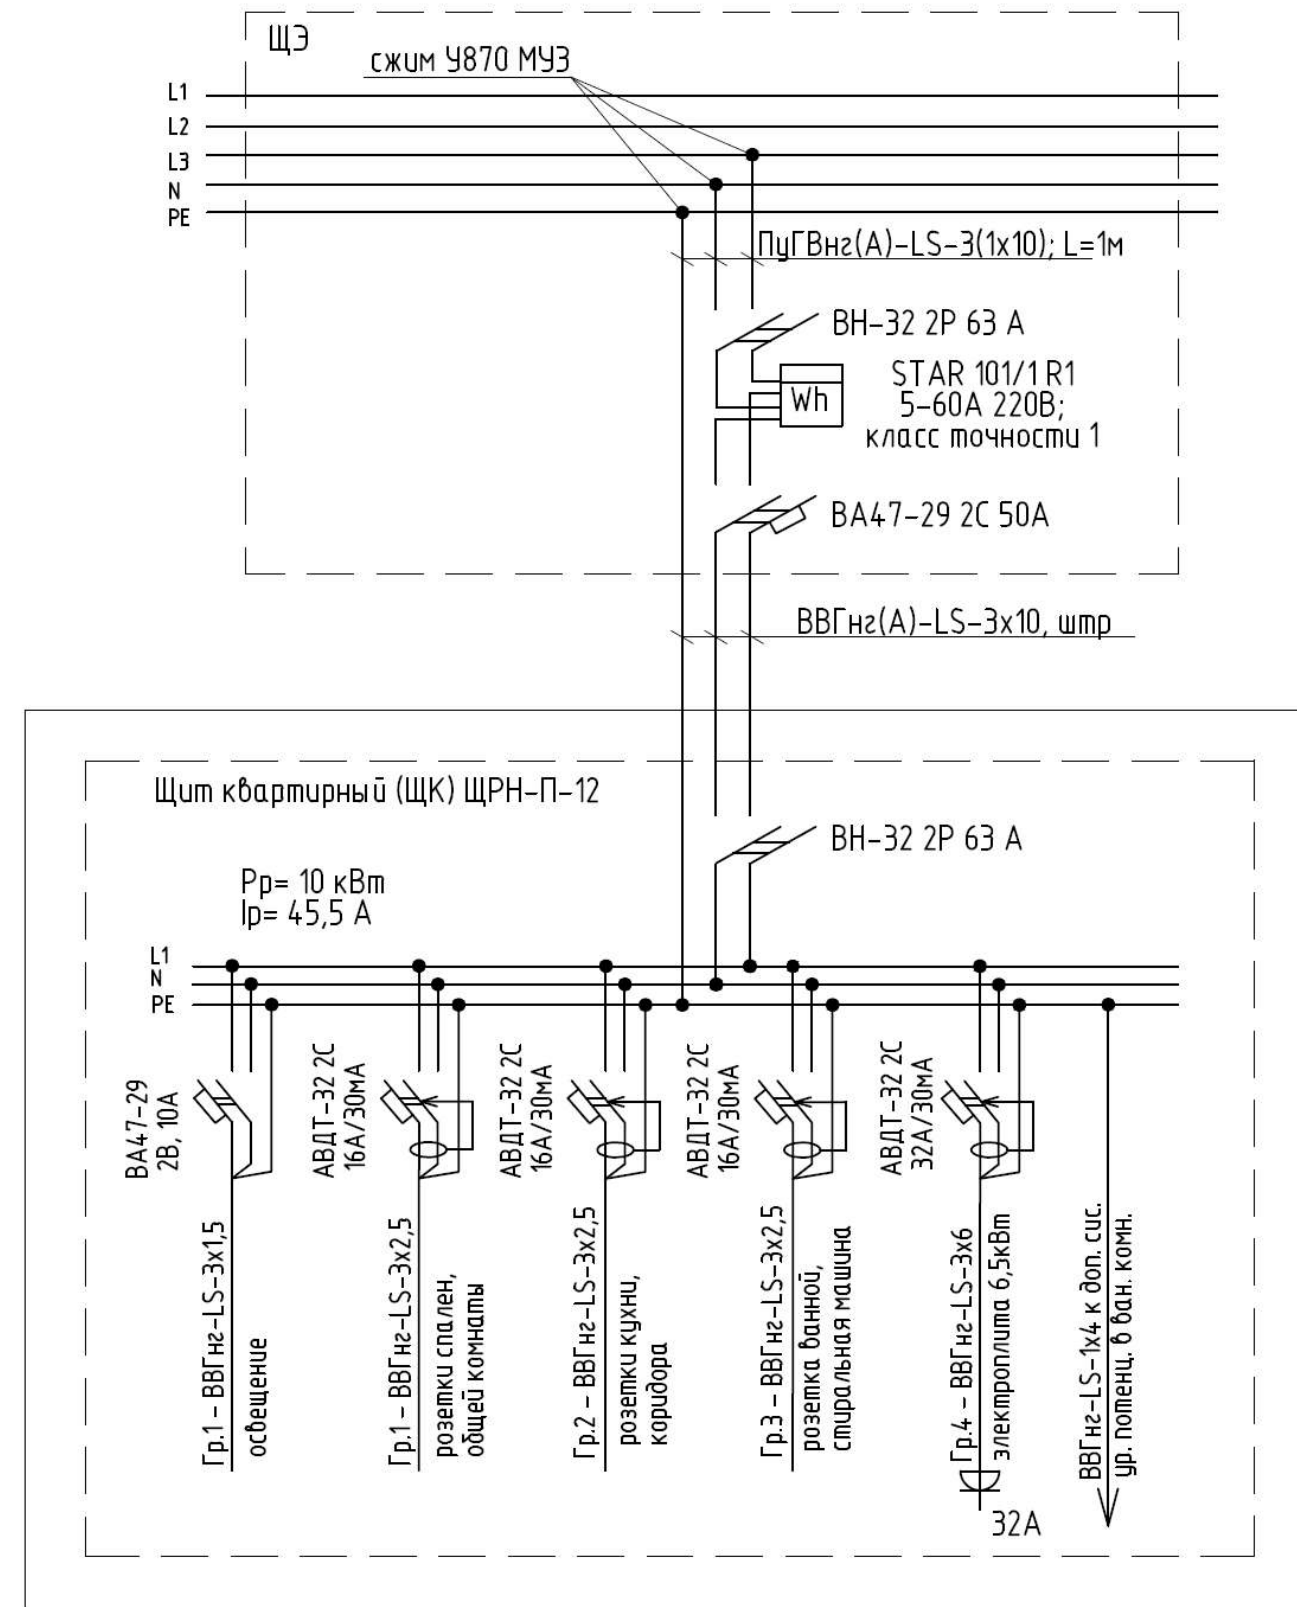 ЩЭ
сжим У870 МУЗ
L1
L2
L3
N
PE
ПуГВнг(А)-LS-3(1х10); L=1м
ВН-32 2Р 63 А
STAR 101/1 R1
5-60А 220В;
класс точности 1
Wh
ВА47-29 2С 50А
ВВГнг(А)-LS-3х10, штр
Щит квартирный (ЩК) ЩРН-П-12
ВН-32 2Р 63 А
Рр= 10 кВт
Iр= 45,5 А
L1
N
PE
ВА47-29
2В, 10А
АВДТ-32 2С
16А/30мА
АВДТ-32 2С
16А/30мА
АВДТ-32 2С
16А/30мА
АВДТ-32 2С
32А/30мА
Гр.1 - ВВГнг-LS-3х1,5
освещение
Гр.1 - ВВГнг-LS-3х2,5
розетки спален,
общей комнаты
Гр.2 - ВВГнг-LS-3х2,5
розетки кухни,
коридора
Гр.3 - ВВГнг-LS-3х2,5
розетка ванной,
стиральная машина
Гр.4 - ВВГнг-LS-3х6
электроплита 6,5кВт
32А
ВВГнг-LS-1х4 к доп. сис.
ур. потенц. в ван. комн.